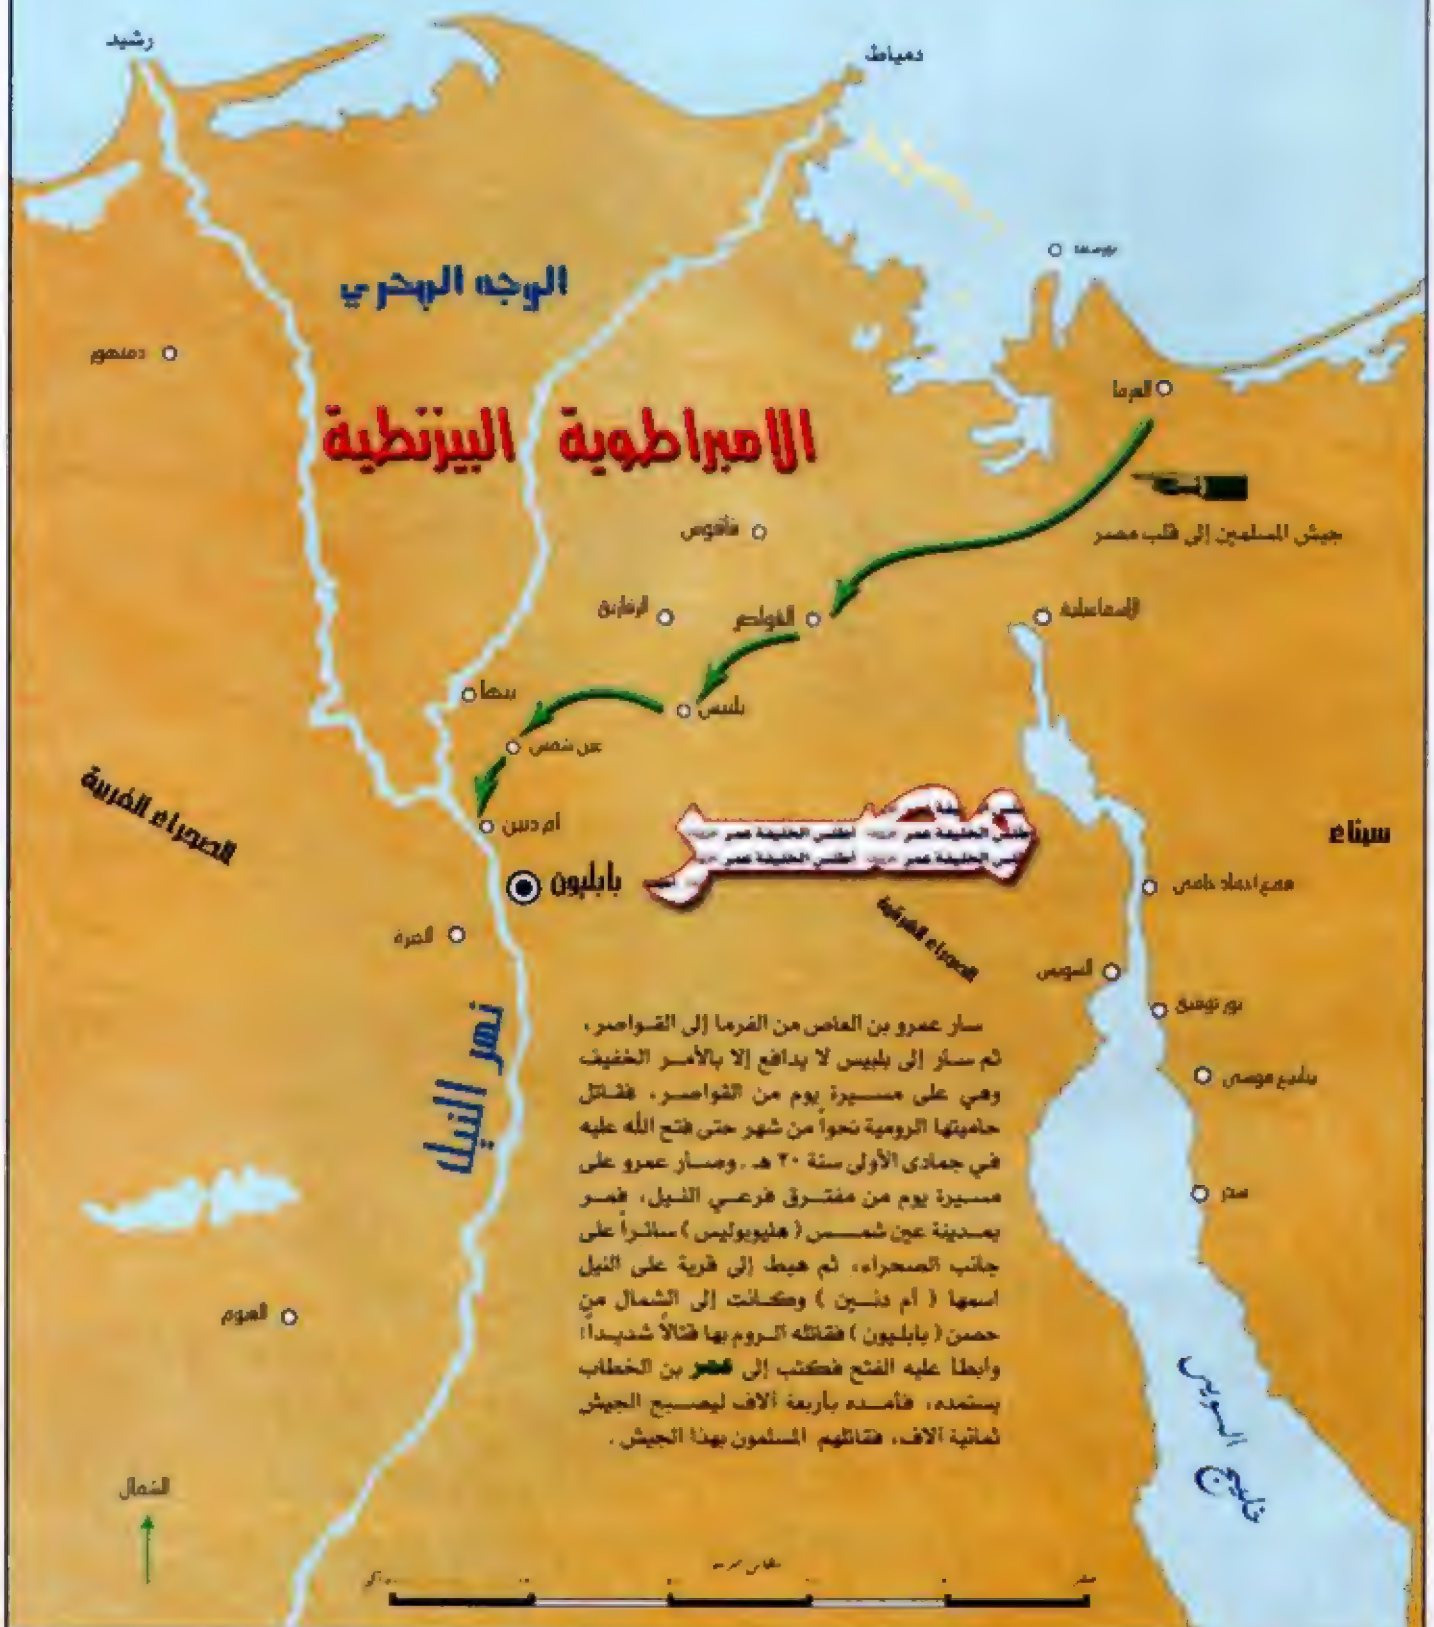 رشيد
دمياط
بورسعيد
الوجه البحري
دمنهور
الفرما
الامبراطوية البيزنطية
جيش المسلمين إلى قلب مصر
فاقوس
الزقازيق
القواصر
الاسماعيلية
بنها
بلبيس
عين شمس
أم دنين
الصحراء الغربية
مصر
سيناء
بابليون
الصحراء الشرقية
الجيزة
السويس
بور توفيق
نهر النيل
سار عمرو بن العاص من الفرما إلى القواصر،
ثم سار إلى بلبيس لا يدافع إلا بالأمر الخفيف
وهي على مسيرة يوم من القواصر، فقاتل
حاميتها الرومية نحواً من شهر حتى فتح الله عليه
في جمادى الأولى سنة ٢٠ هـ. وصار عمرو على
مسيرة يوم من مفترق فرعي النيل، فمر
بمدينة عين شمس (هليوبوليس) سائراً على
جانب الصحراء، ثم هبط إلى قرية على النيل
اسمها (أم دنين) وكانت إلى الشمال من
حصن (بابليون) فقاتله الروم بها قتالاً شديداً؛
وأبطأ عليه الفتح فكتب إلى عمر بن الخطاب
يستمده، فأمده بأربعة آلاف ليصبح الجيش
ثمانية آلاف، فقاتلهم المسلمون بهذا الجيش.
سدر
الفيوم
خليج السويس
الشمال
صفر